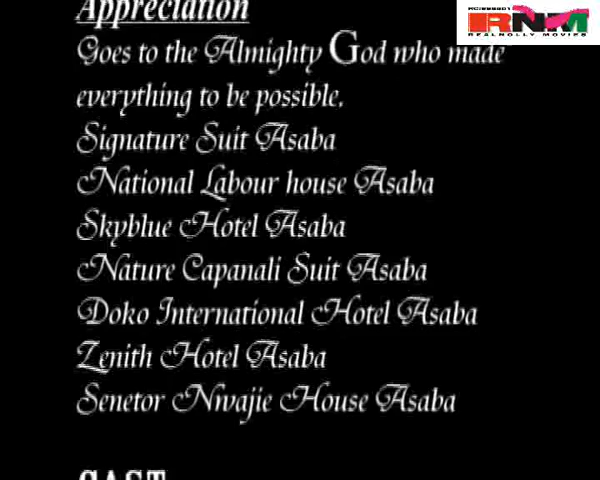 Appreciation
Goes to the Almighty God who made
everything to be possible.
Signature Suit Asaba
National Labour house Asaba
Skyblue Hotel Asaba
Nature Capanali Suit Asaba
Doko International Hotel Asaba
Zenith Hotel Asaba
Senetor Nwajie House Asaba
CAST
RNM
REALNOLLY MOVIES